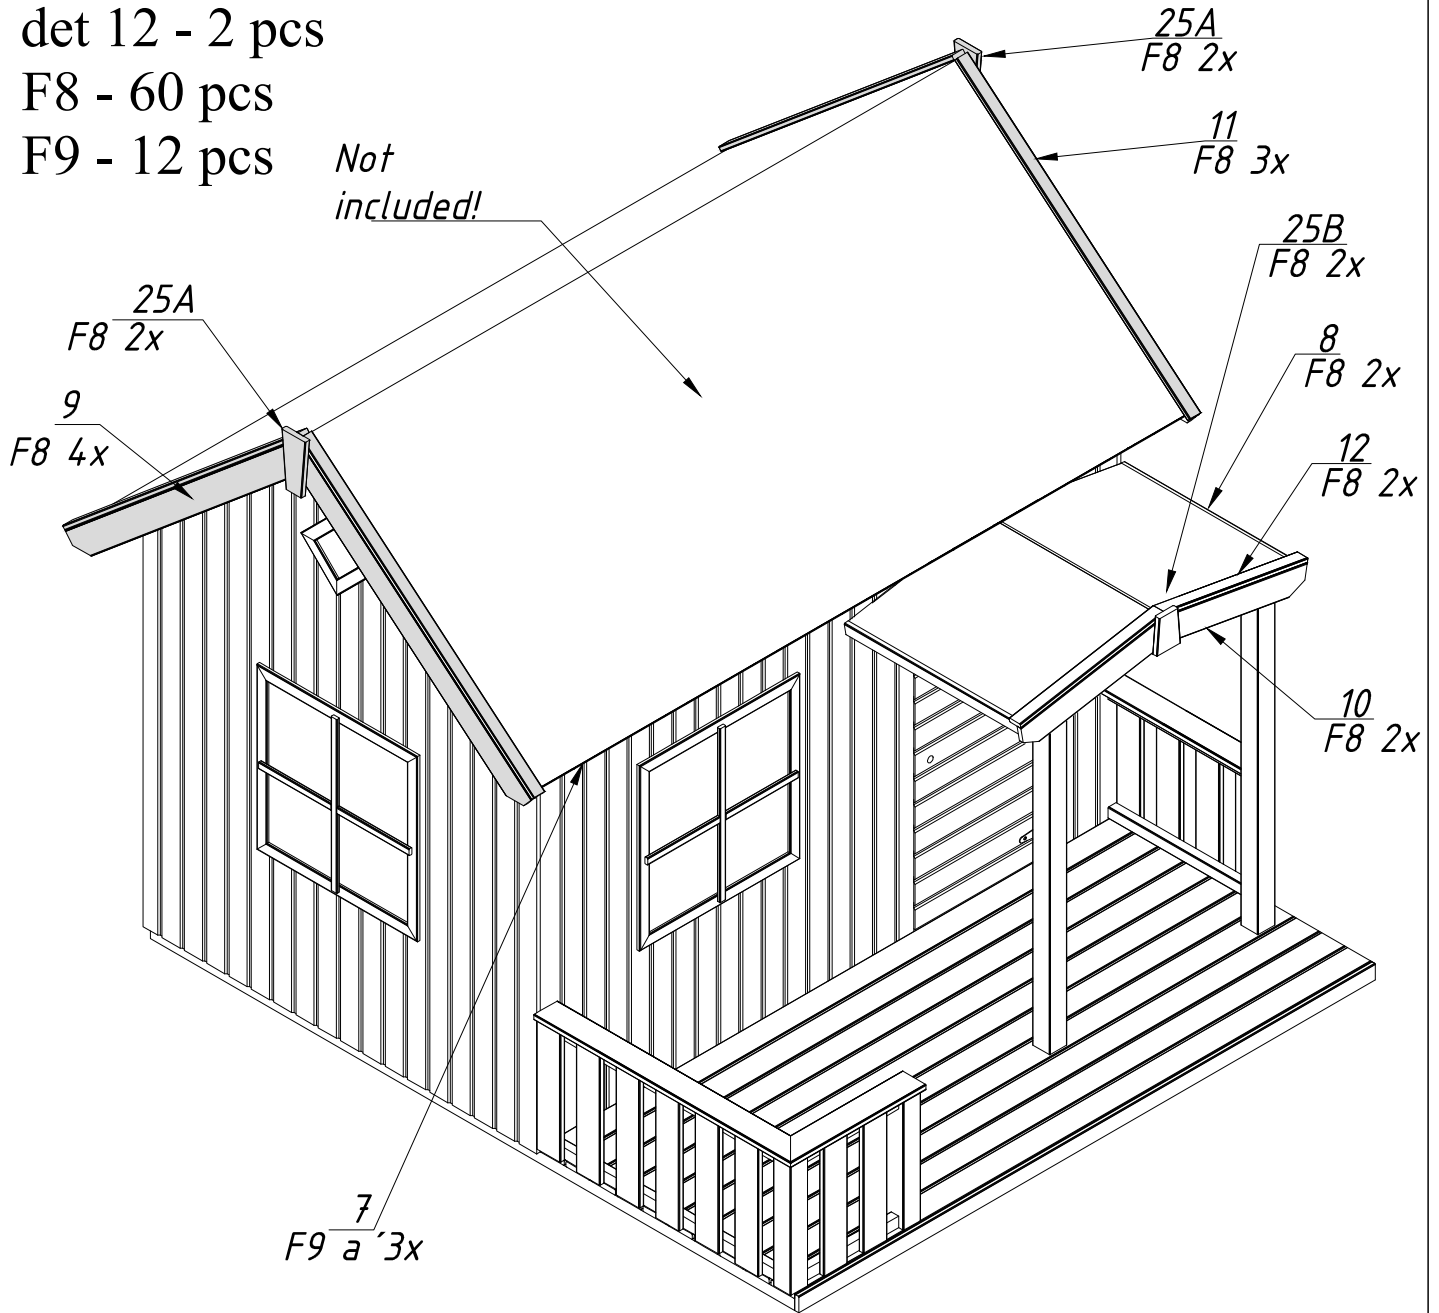 det 12 - 2 pcs
F8 - 60 pcs
F9 - 12 pcs
Not
included!
25A
F8 2x
11
F8 3x
25B
F8 2x
25A
F8 2x
8
F8 2x
9
F8 4x
12
F8 2x
10
F8 2x
7
F9 a´3x